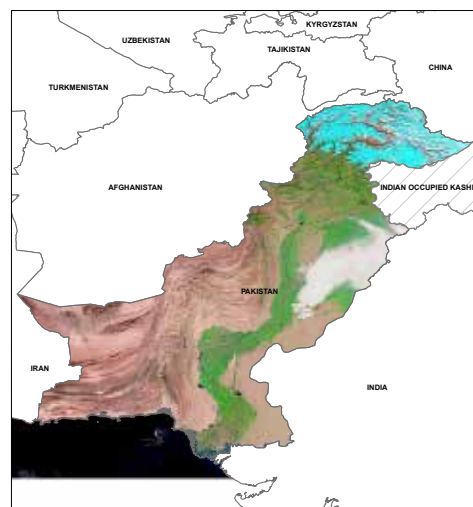 KYRGYZSTAN
UZBEKISTAN
TAJIKISTAN
CHINA
TURKMENISTAN
AFGHANISTAN
INDIAN OCCUPIED KASHI
PAKISTAN
IRAN
INDIA